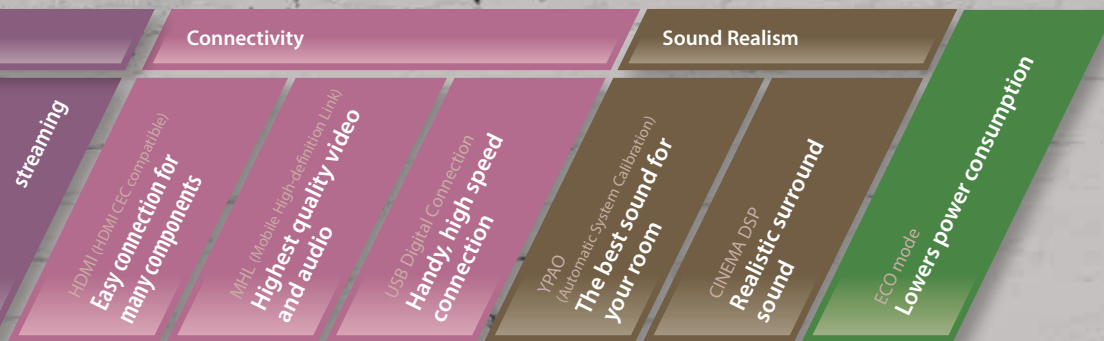 Connectivity
Sound Realism
streaming
HDMI (HDMI CEC compatible)
Easy connection for
many components
MHL (Mobile High-definition Link)
Highest quality video
and audio
USB Digital Connection
Handy, high speed
connection
YPAO
(Automatic System Calibration)
The best sound for
your room
CINEMA DSP
Realistic surround
sound
ECO mode
Lowers power consumption